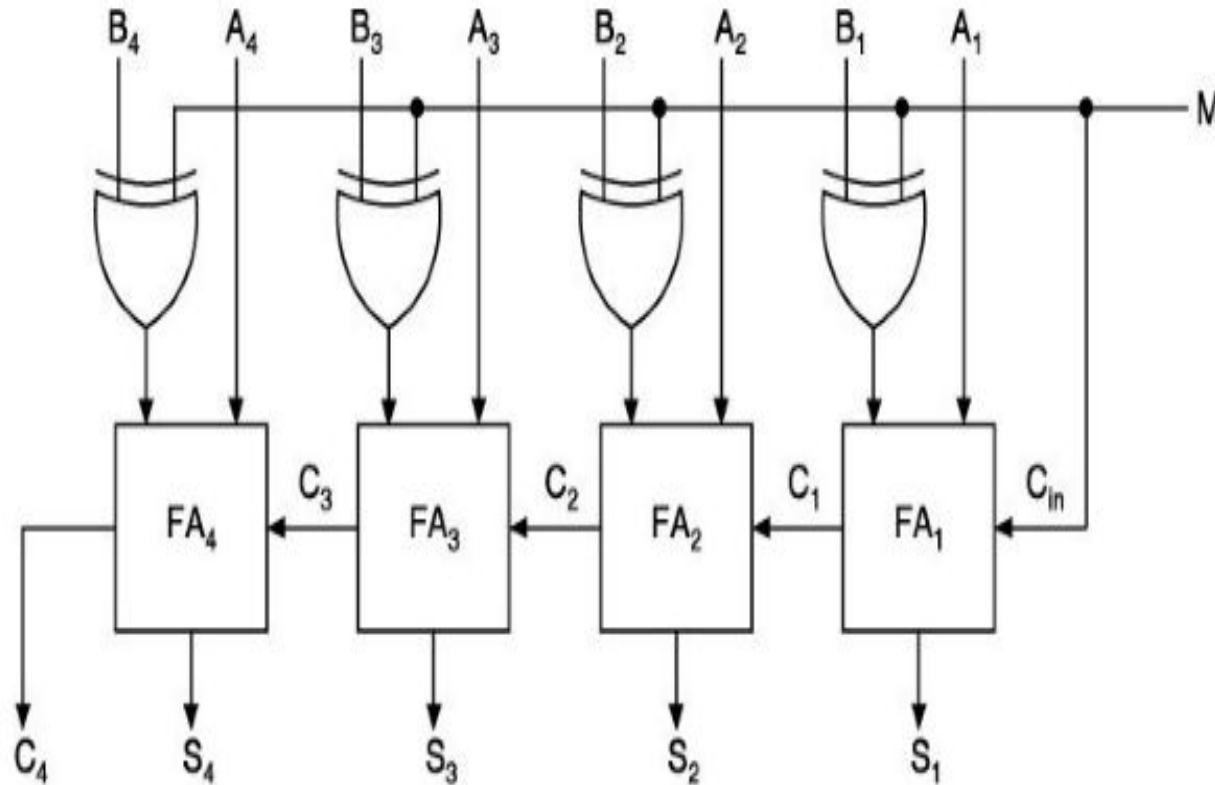 B₄ A₄ B₃ A₃ B₂ A₂ B₁ A₁
M
C₃ C₂ C₁ Cᵢₙ
FA₄ FA₃ FA₂ FA₁
C₄ S₄ S₃ S₂ S₁